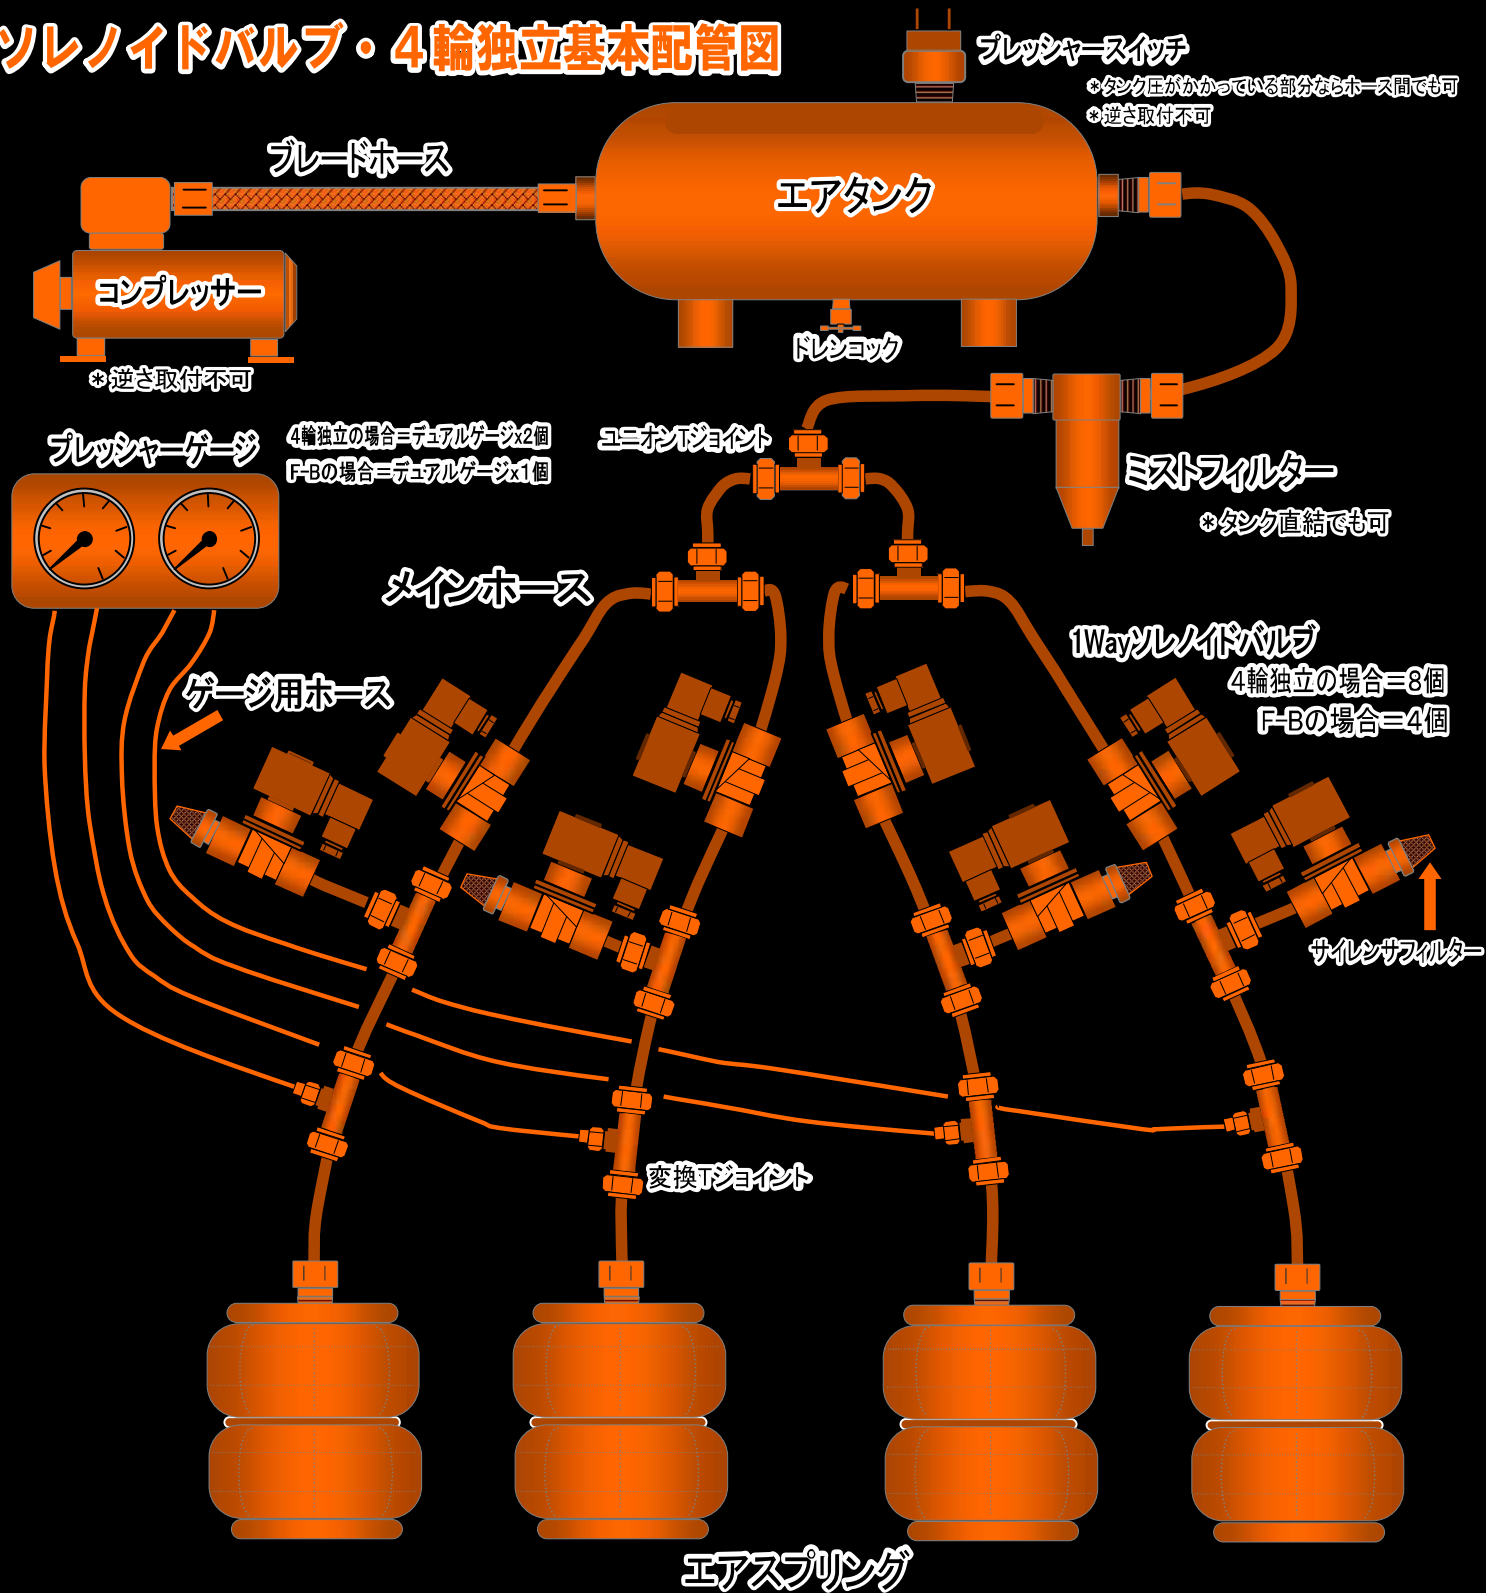 ソレノイドバルブ・４輪独立基本配管図
プレッシャースイッチ
*タンク圧がかかっている部分ならホース間でも可
*逆さ取付不可
ブレードホース
エアタンク
コンプレッサー
*逆さ取付不可
ドレンコック
プレッシャーゲージ
4輪独立の場合＝デュアルゲージx2個
F-Bの場合＝デュアルゲージx1個
ユニオンTジョイント
ミストフィルター
*タンク直結でも可
メインホース
1Wayソレノイドバルブ
4輪独立の場合＝8個
F-Bの場合＝4個
ゲージ用ホース
サイレンサフィルター
変換Tジョイント
エアスプリング